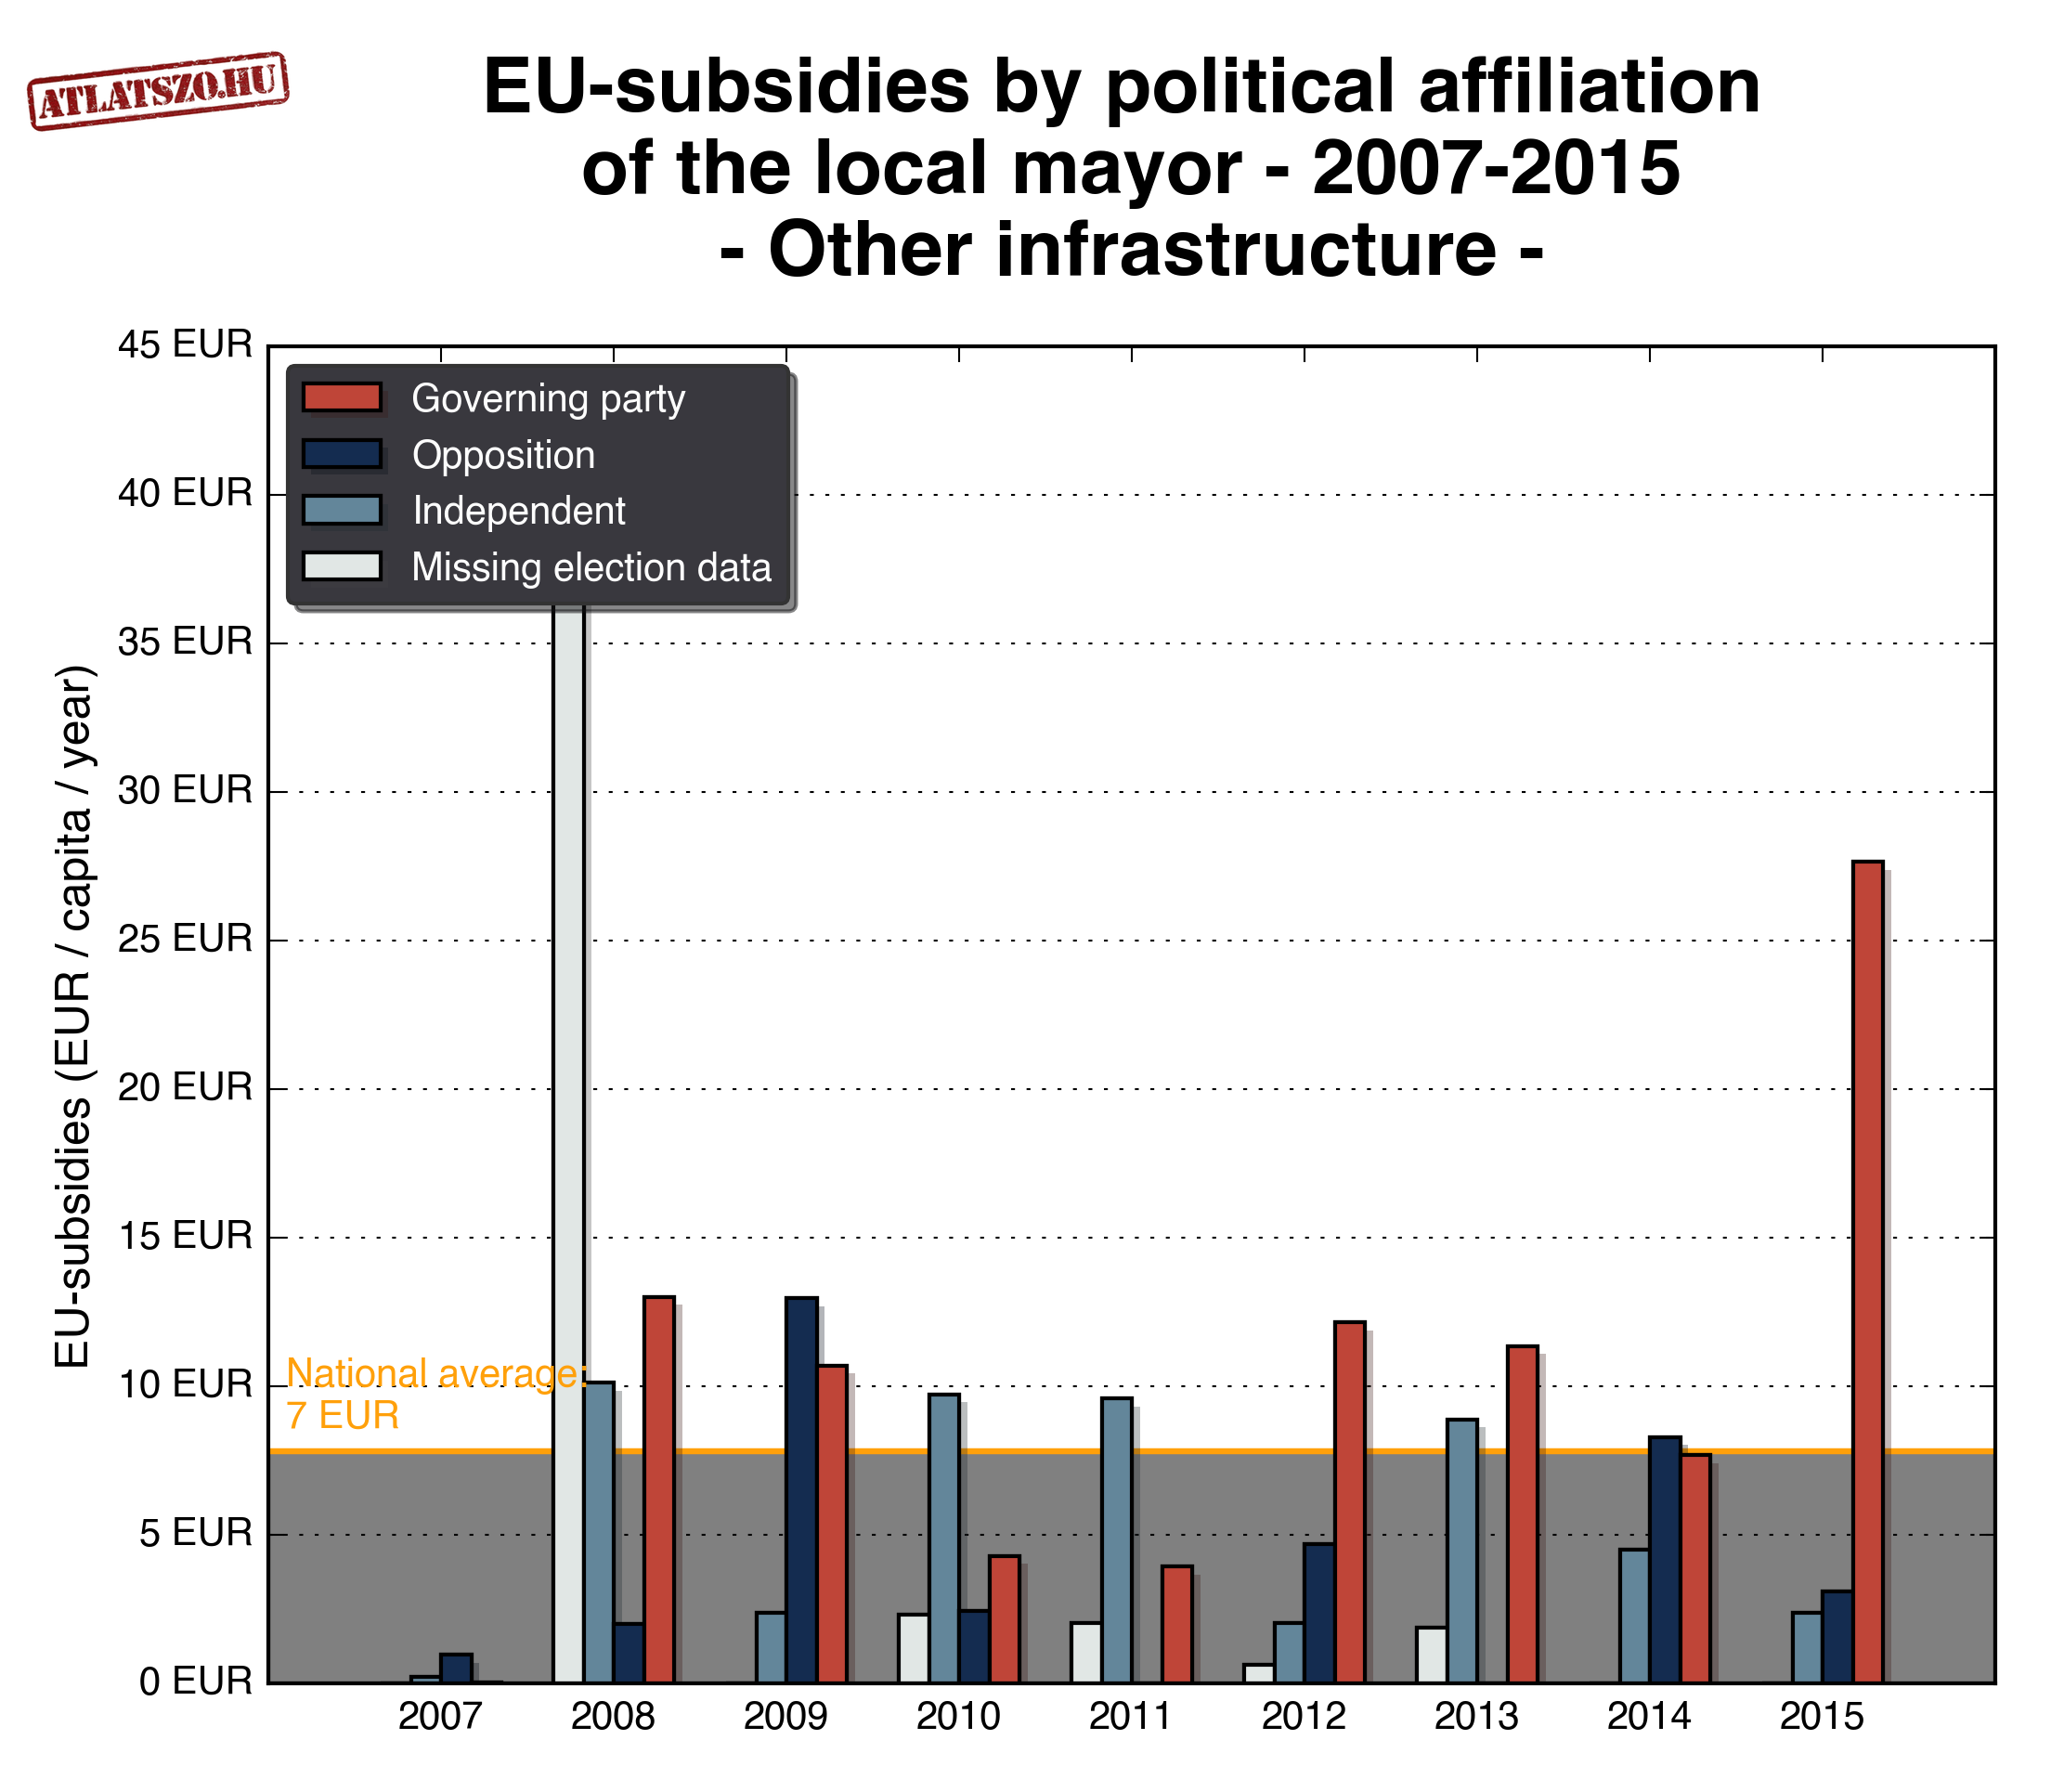 ATLATSZO.HU
EU-subsidies by political affiliation
of the local mayor - 2007-2015
- Other infrastructure -
EU-subsidies (EUR / capita / year)
45 EUR
40 EUR
35 EUR
30 EUR
25 EUR
20 EUR
15 EUR
10 EUR
5 EUR
0 EUR
Governing party
Opposition
Independent
Missing election data
National average:
7 EUR
2007 2008 2009 2010 2011 2012 2013 2014 2015